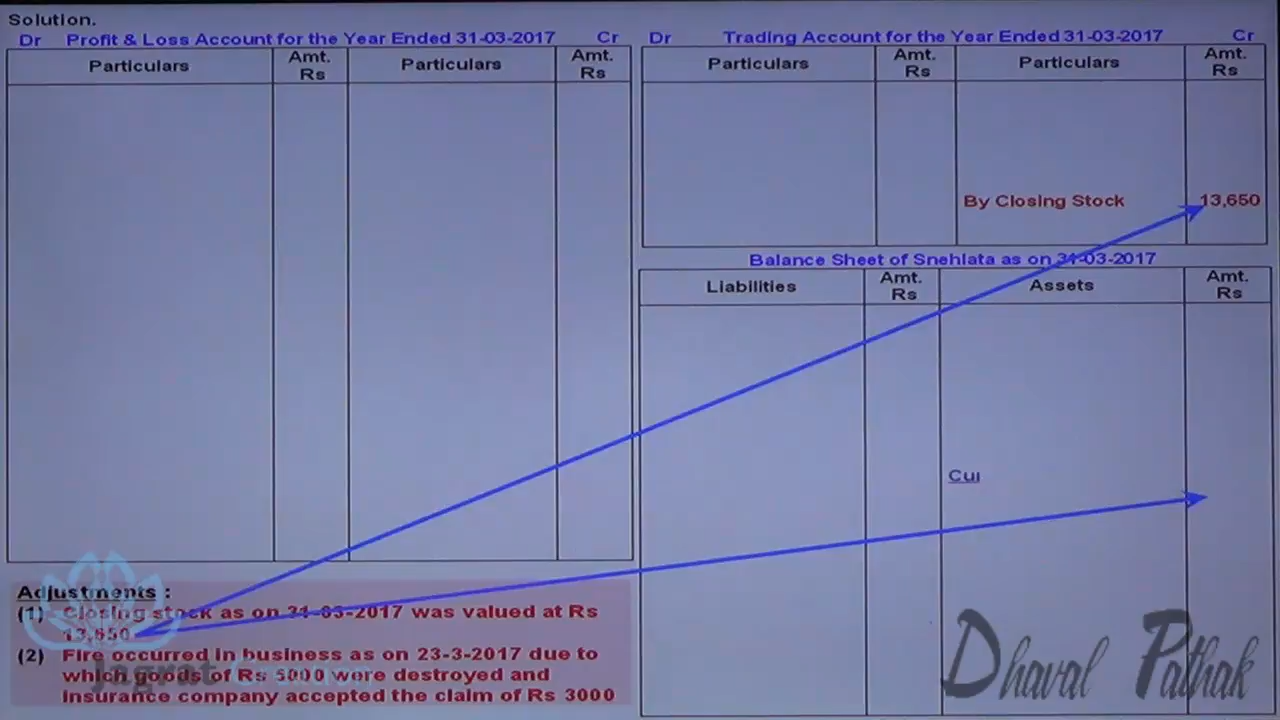 Solution.
Dr Profit & Loss Account for the Year Ended 31-03-2017 Cr
Particulars Amt. Rs Particulars Amt. Rs
Dr Trading Account for the Year Ended 31-03-2017 Cr
Particulars Amt. Rs Particulars Amt. Rs
By Closing Stock 13,650
Balance Sheet of Snehlata as on 31-03-2017
Liabilities Amt. Rs Assets Amt. Rs
Cui
Adjustments :
(1) Closing stock as on 31-03-2017 was valued at Rs
13,650
(2) Fire occurred in business as on 23-3-2017 due to
which goods of Rs 5000 were destroyed and
insurance company accepted the claim of Rs 3000
Jagrat
Dhaval Pathak